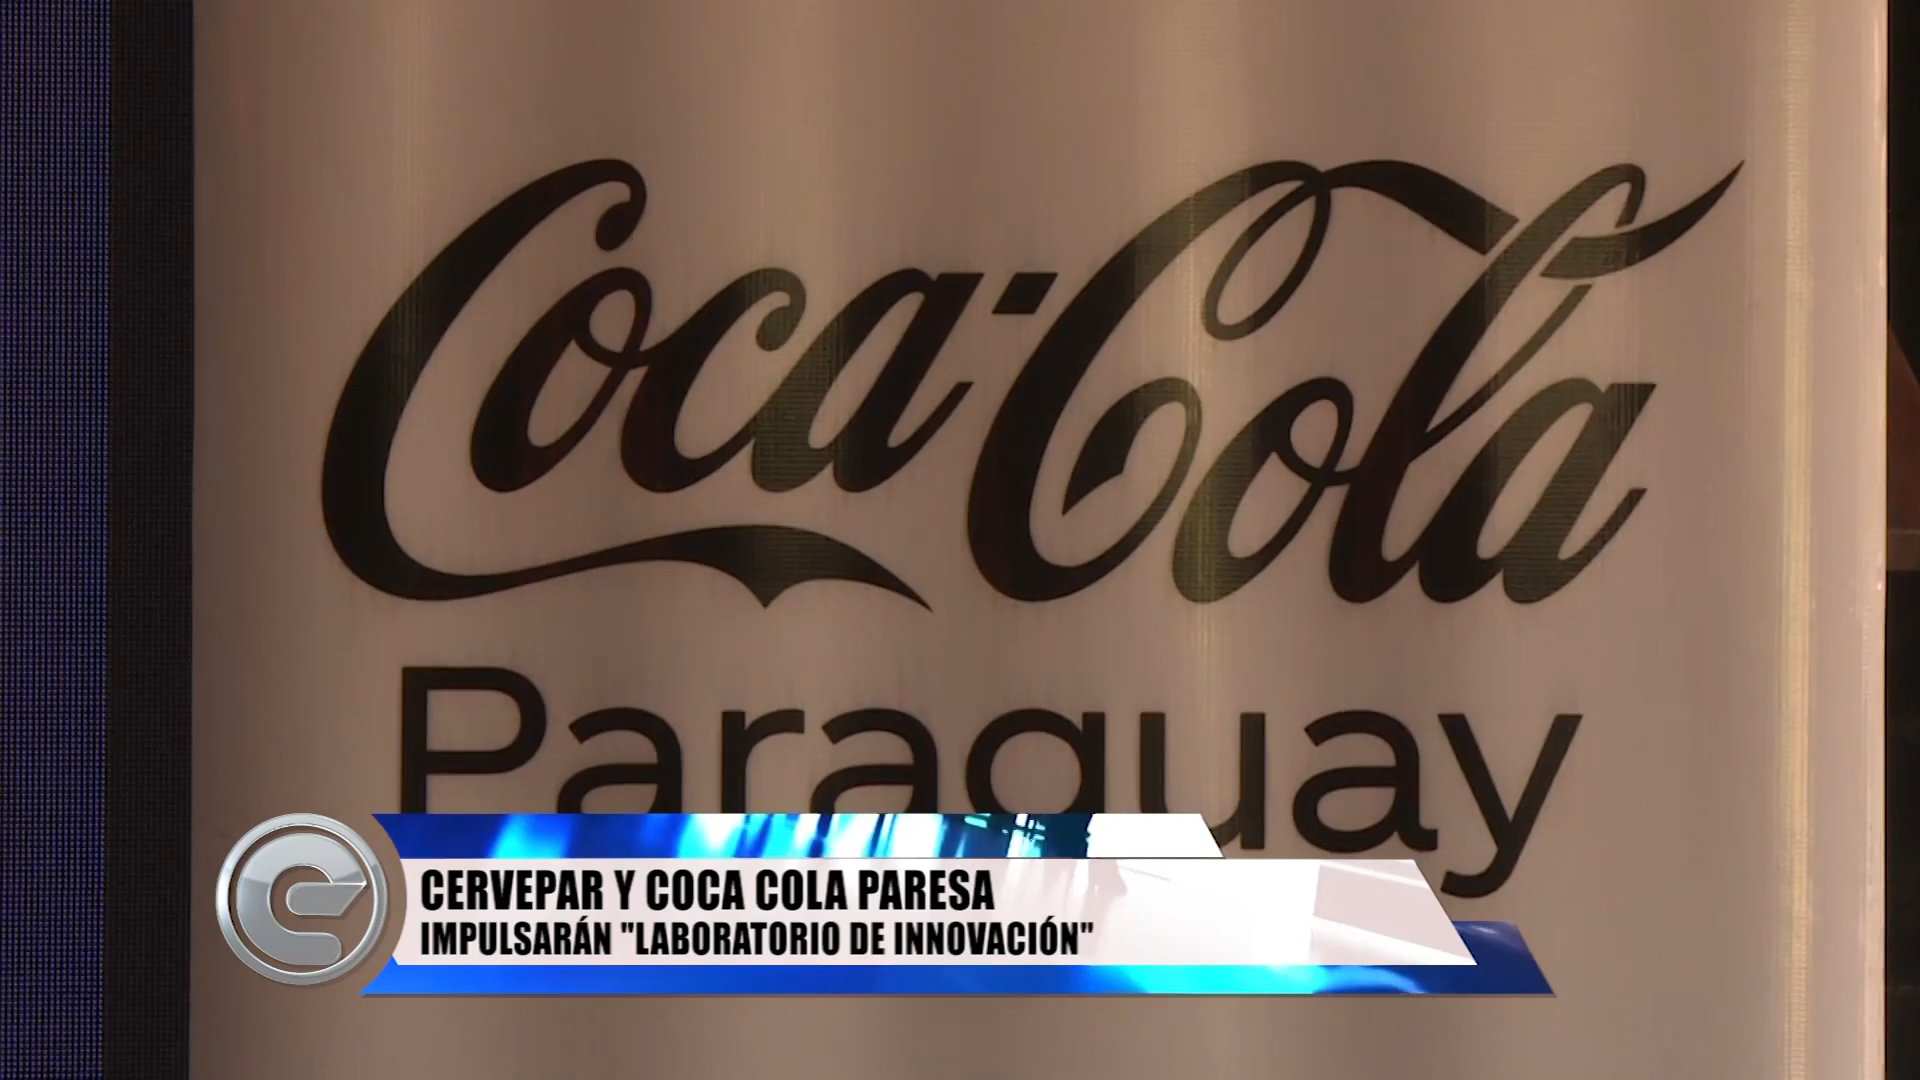 Coca-Cola
Paraguay
CERVEPAR Y COCA COLA PARESA
IMPULSARÁN "LABORATORIO DE INNOVACIÓN"